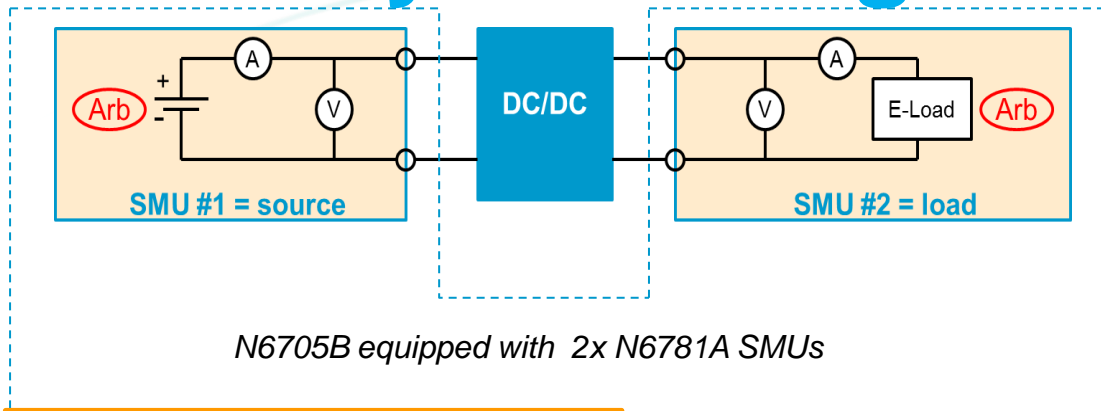 A
A
+
Arb
-
V
DC/DC
V
E-Load
Arb
SMU #1 = source
SMU #2 = load
N6705B equipped with 2x N6781A SMUs